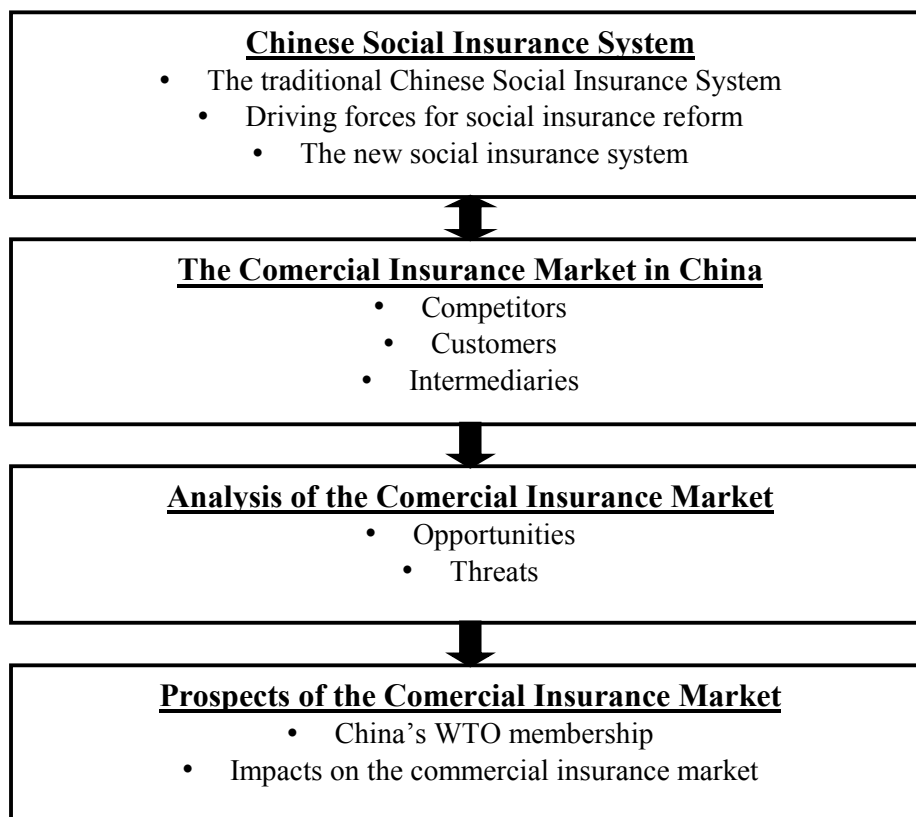 Chinese Social Insurance System
• The traditional Chinese Social Insurance System
• Driving forces for social insurance reform
• The new social insurance system
The Comercial Insurance Market in China
• Competitors
• Customers
• Intermediaries
Analysis of the Comercial Insurance Market
• Opportunities
• Threats
Prospects of the Comercial Insurance Market
• China’s WTO membership
• Impacts on the commercial insurance market